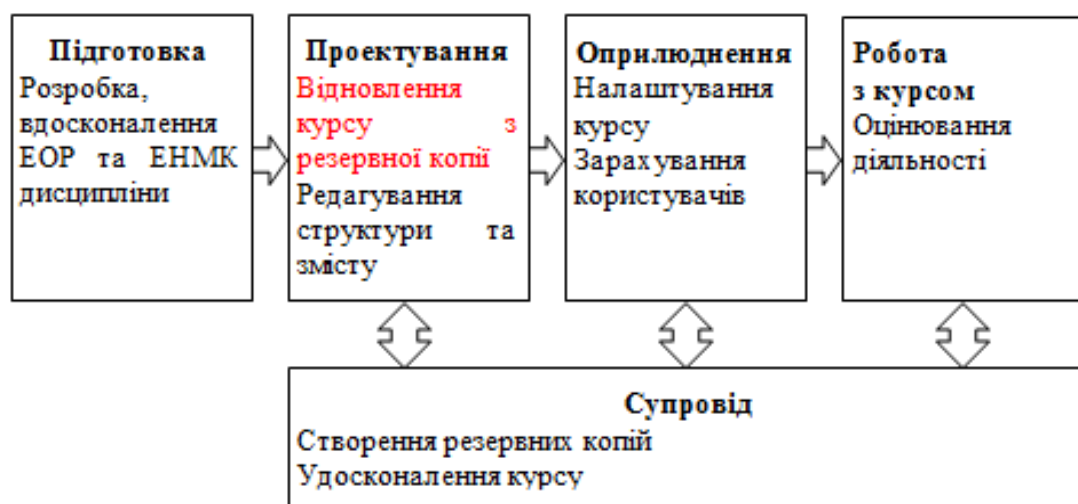 Підготовка
Розробка,
вдосконалення
ЕОР та ЕНМК
дисципліни
Проектування
Відновлення
курсу з
резервної копії
Редагування
структури та
змісту
Оприлюднення
Налаштування
курсу
Зарахування
користувачів
Робота
з курсом
Оцінювання
діяльності
Супровід
Створення резервних копій
Удосконалення курсу